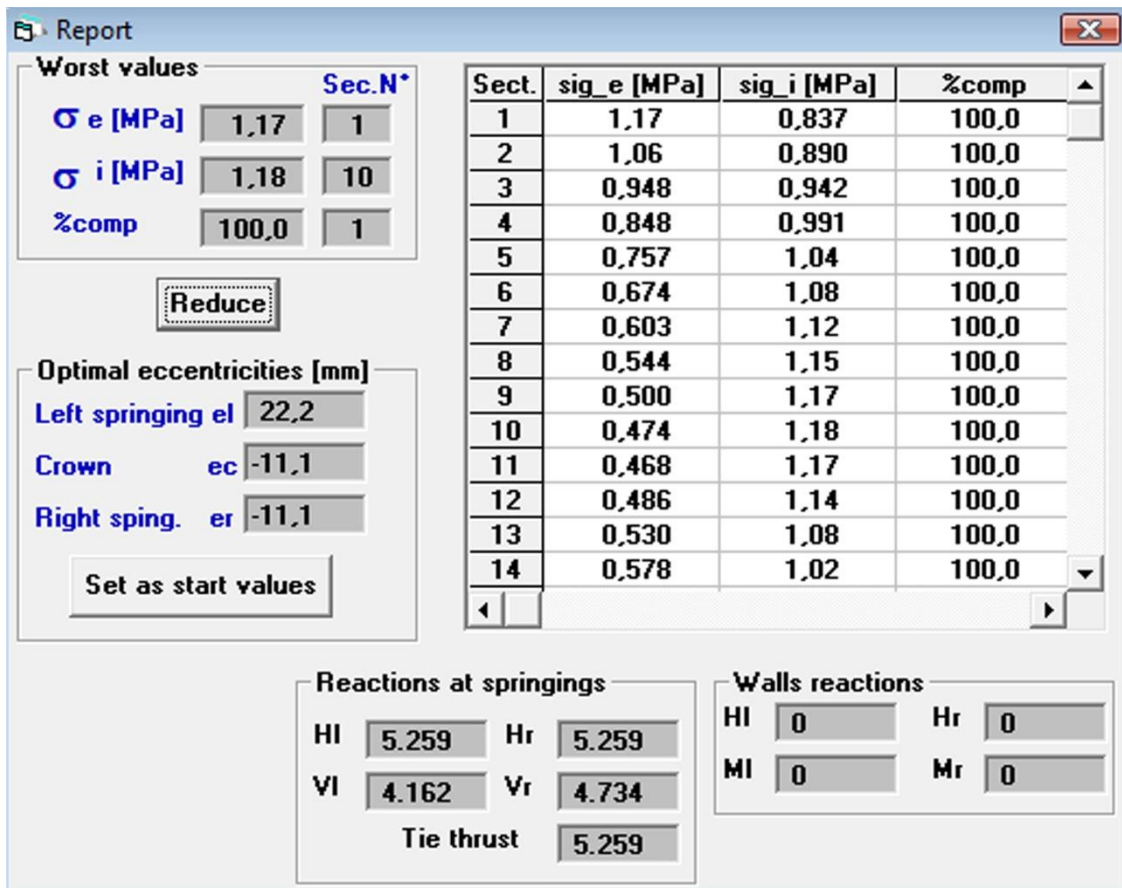 Report
Worst values
Sec.N°
σ e [MPa] 1,17 1
σ i [MPa] 1,18 10
%comp 100,0 1
Reduce
Optimal eccentricities [mm]
Left springing el 22,2
Crown ec -11,1
Right sping. er -11,1
Set as start values
Sect. sig_e [MPa] sig_i [MPa] %comp
1 1,17 0,837 100,0
2 1,06 0,890 100,0
3 0,948 0,942 100,0
4 0,848 0,991 100,0
5 0,757 1,04 100,0
6 0,674 1,08 100,0
7 0,603 1,12 100,0
8 0,544 1,15 100,0
9 0,500 1,17 100,0
10 0,474 1,18 100,0
11 0,468 1,17 100,0
12 0,486 1,14 100,0
13 0,530 1,08 100,0
14 0,578 1,02 100,0
Reactions at springings
Hl 5.259 Hr 5.259
Vl 4.162 Vr 4.734
Tie thrust 5.259
Walls reactions
Hl 0 Hr 0
Ml 0 Mr 0